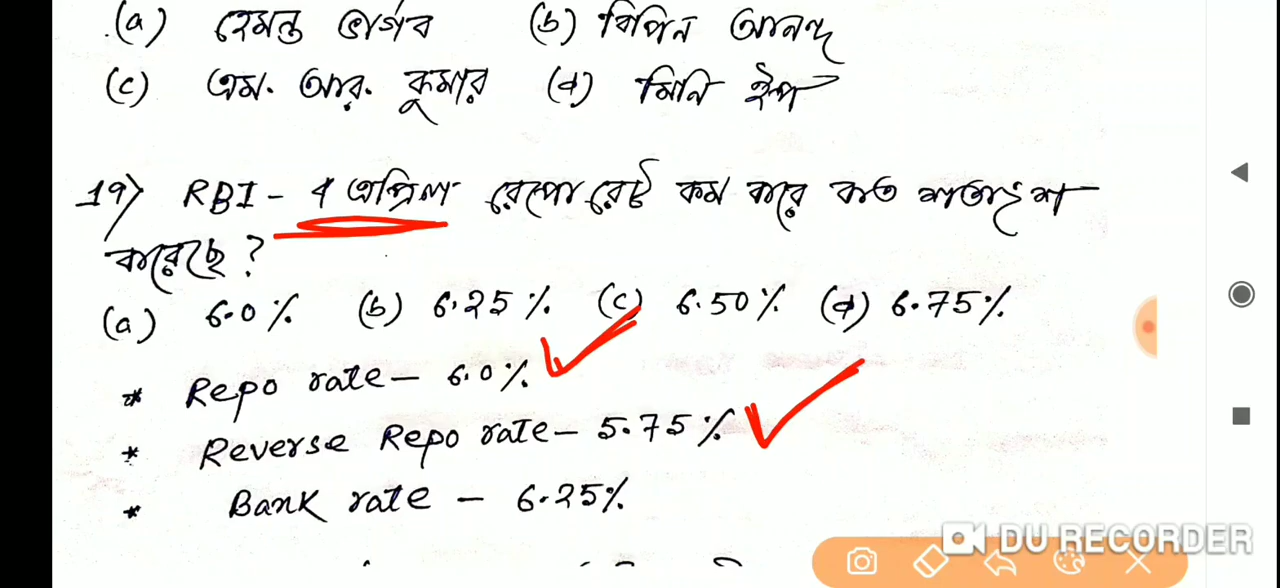 (a) হেমন্ত ভার্গব (b) বিপিন আনন্দ
(c) এম. আর. কুমার (d) মিনি ইপ
19) RBI - 4 এপ্রিল রেপো রেট কম করে কত শতাংশ
করেছে ?
(a) 6.0% (b) 6.25% (c) 6.50% (d) 6.75%
* Repo rate - 6.0%
* Reverse Repo rate - 5.75%
* Bank rate - 6.25%
DU RECORDER